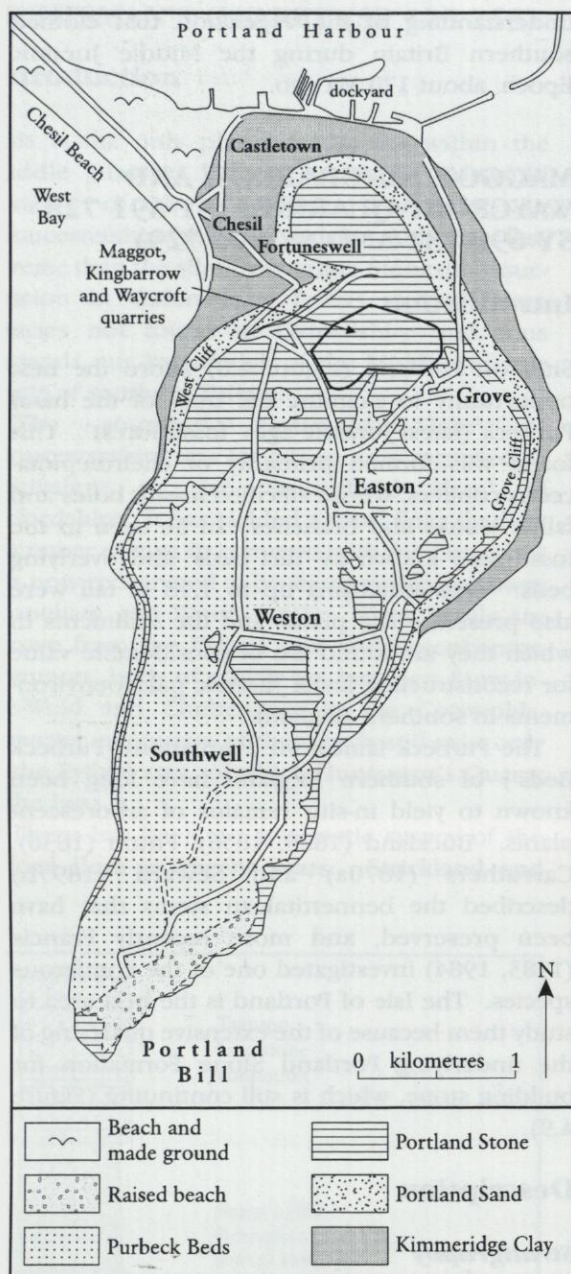 Portland Harbour
dockyard
Chesil Beach
Castletown
West
Bay
Chesil
Fortuneswell
Maggot,
Kingbarrow
and Waycroft
quarries
West Cliff
Grove
Grove Cliff
Easton
Weston
Southwell
N
Portland
Bill
0 kilometres 1
Beach and
made ground
Portland Stone
Raised beach
Portland Sand
Purbeck Beds
Kimmeridge Clay